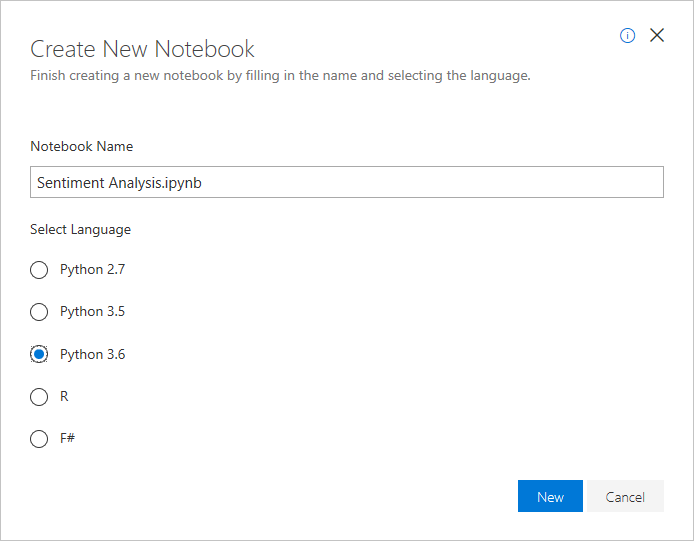 Create New Notebook
Finish creating a new notebook by filling in the name and selecting the language.
Notebook Name
Sentiment Analysis.ipynb
Select Language
Python 2.7
Python 3.5
Python 3.6
R
F#
New Cancel